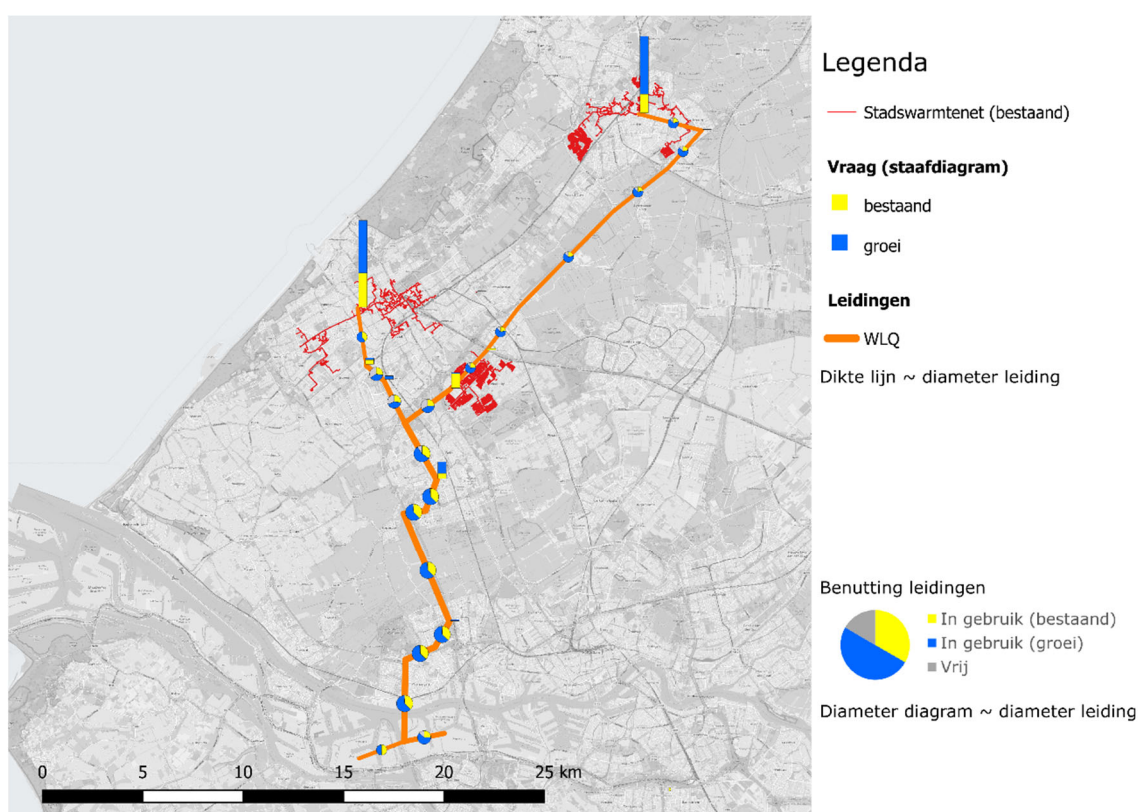 Legenda
Stadswarmtenet (bestaand)
Vraag (staafdiagram)
bestaand
groei
Leidingen
WLQ
Dikte lijn ~ diameter leiding
Benutting leidingen
In gebruik (bestaand)
In gebruik (groei)
Vrij
Diameter diagram ~ diameter leiding
0 5 10 15 20 25 km